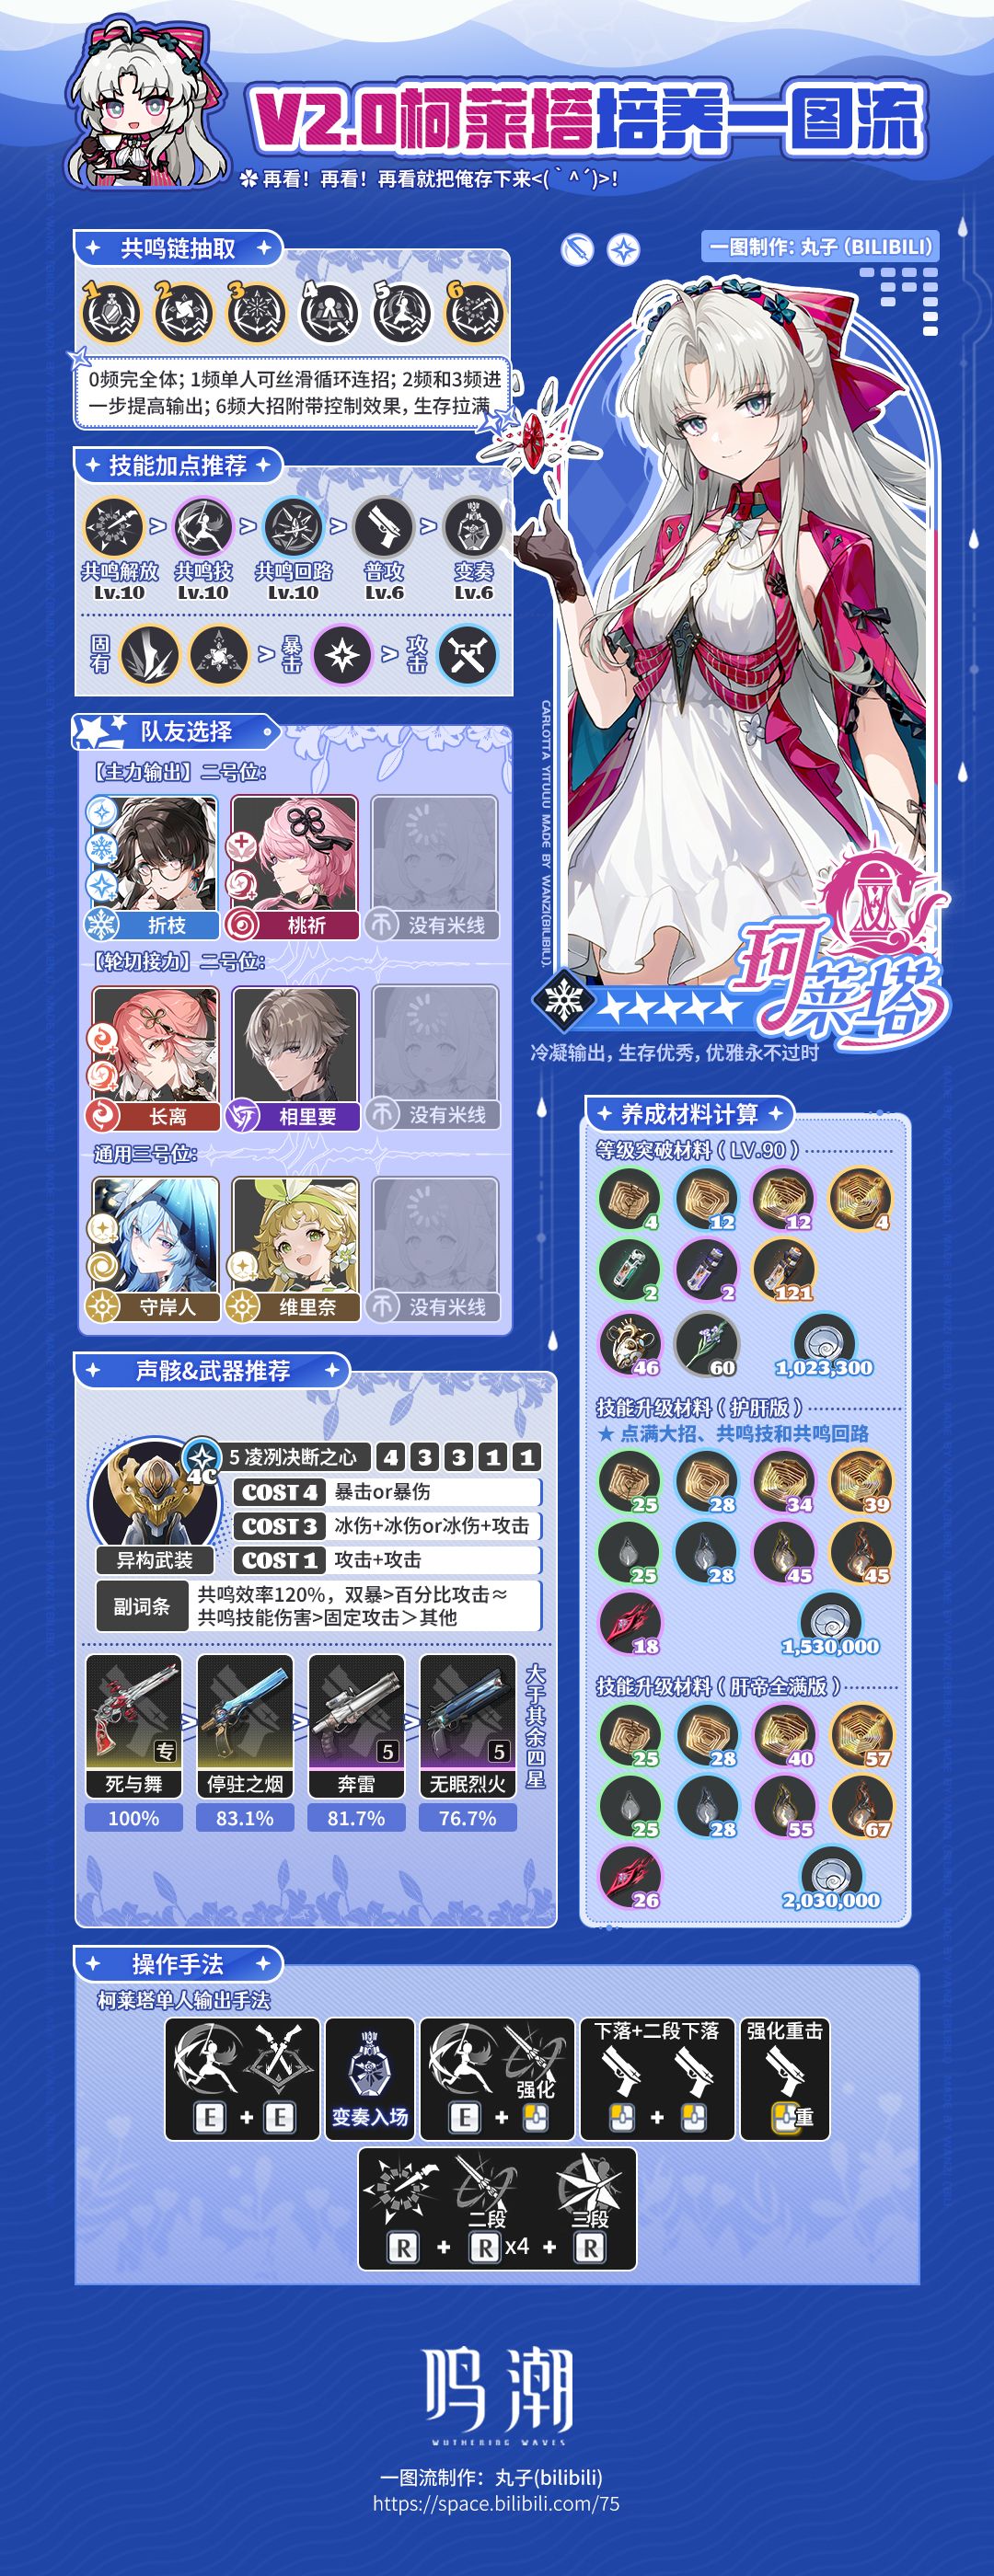 V2.0柯莱塔培养一图流
再看！再看！再看就把俺存下来<(｀^´)>！
共鸣链抽取
1 2 3 4 5 6
0频完全体；1频单人可丝滑循环连招；2频和3频进
一步提高输出；6频大招附带控制效果，生存拉满
一图制作: 丸子（BILIBILI）
技能加点推荐
共鸣解放 > 共鸣技 > 共鸣回路 > 普攻 > 变奏
Lv.10 Lv.10 Lv.10 Lv.6 Lv.6
固有 > 暴击 > 攻击
CARLOTTA YITULIU MADE BY WANZI(BILIBILI).
队友选择
【主力输出】二号位:
折枝 桃祈 没有米线
【轮切接力】二号位:
长离 相里要 没有米线
通用三号位:
守岸人 维里奈 没有米线
珂莱塔
冷凝输出，生存优秀，优雅永不过时
声骸&武器推荐
4C
异构武装
5 凌冽决断之心 4 3 3 1 1
COST 4 暴击or暴伤
COST 3 冰伤+冰伤or冰伤+攻击
COST 1 攻击+攻击
副词条
共鸣效率120%，双暴>百分比攻击≈
共鸣技能伤害>固定攻击＞其他
专 5 5
死与舞 > 停驻之烟 > 奔雷 > 无眠烈火
100% 83.1% 81.7% 76.7%
大于其余四星
养成材料计算
等级突破材料（LV.90）
4 12 12 4
2 2 121
46 60 1,023,300
技能升级材料（护肝版）
★ 点满大招、共鸣技和共鸣回路
25 28 34 39
25 28 45 45
18 1,530,000
技能升级材料（肝帝全满版）
25 28 40 57
25 28 55 67
26 2,030,000
操作手法
柯莱塔单人输出手法
E + E
变奏入场
强化
E +
下落+二段下落
+
强化重击
重
二段 三段
R + R x4 + R
鸣潮
WUTHERING WAVES
一图流制作：丸子(bilibili)
https://space.bilibili.com/75